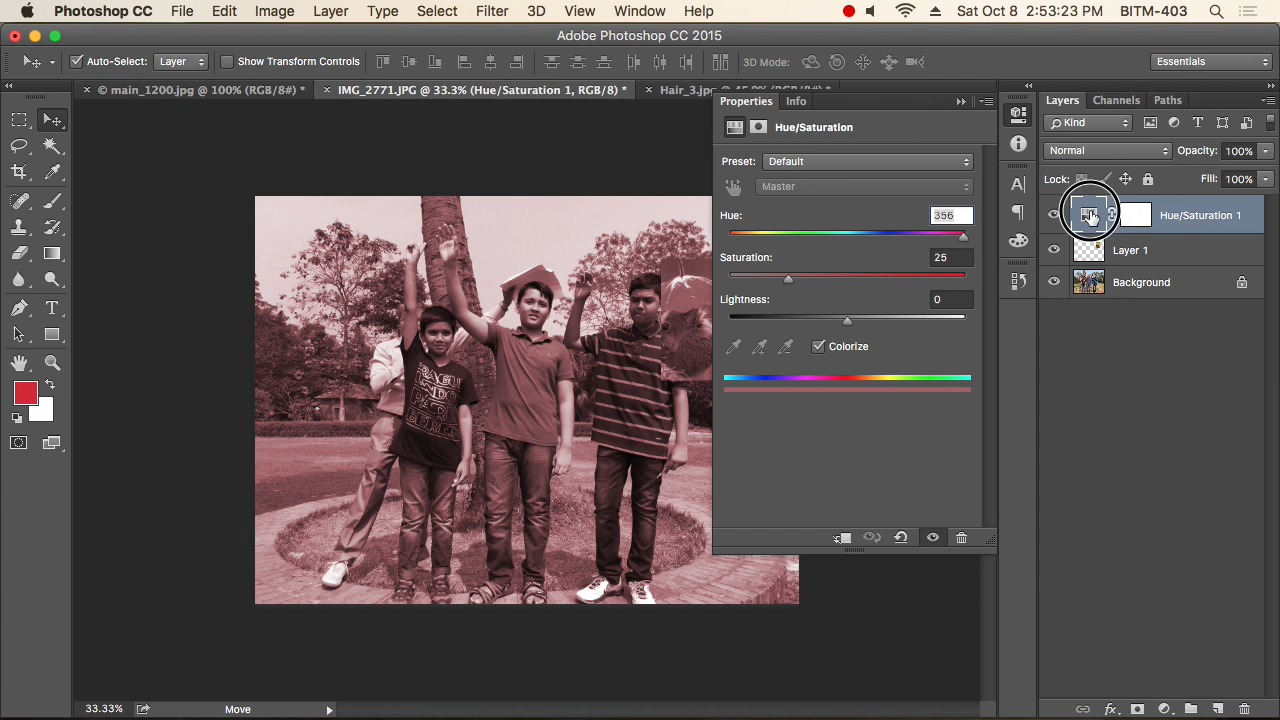 Photoshop CC File Edit Image Layer Type Select Filter 3D View Window Help Sat Oct 8 2:53:23 PM BITM-403
Adobe Photoshop CC 2015
Auto-Select: Layer Show Transform Controls 3D Mode: Essentials
× © main_1200.jpg @ 100% (RGB/8#) * × IMG_2771.JPG @ 33.3% (Hue/Saturation 1, RGB/8) * × Hair_3.jpg
Properties Info
Layers Channels Paths
Kind
Hue/Saturation
Normal Opacity: 100%
Preset: Default
Lock: Fill: 100%
Master
Hue: 356
Hue/Saturation 1
Layer 1
Saturation: 25
Background
Lightness: 0
Colorize
33.33% Move